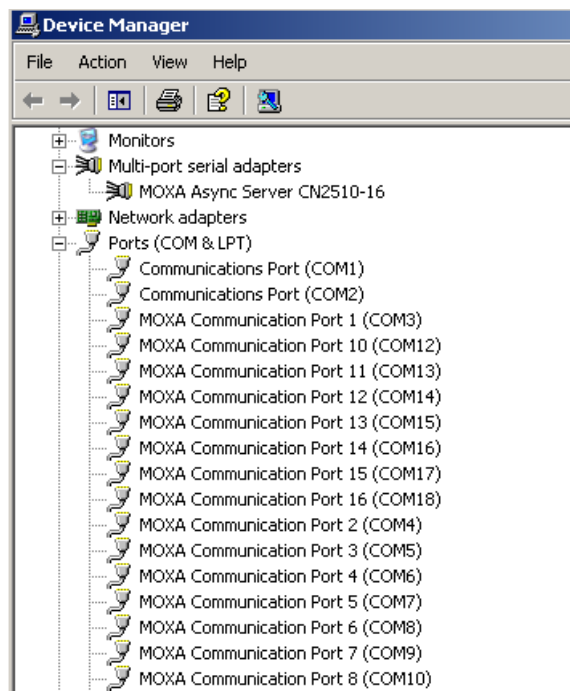 Device Manager
File Action View Help
Monitors
Multi-port serial adapters
MOXA Async Server CN2510-16
Network adapters
Ports (COM & LPT)
Communications Port (COM1)
Communications Port (COM2)
MOXA Communication Port 1 (COM3)
MOXA Communication Port 10 (COM12)
MOXA Communication Port 11 (COM13)
MOXA Communication Port 12 (COM14)
MOXA Communication Port 13 (COM15)
MOXA Communication Port 14 (COM16)
MOXA Communication Port 15 (COM17)
MOXA Communication Port 16 (COM18)
MOXA Communication Port 2 (COM4)
MOXA Communication Port 3 (COM5)
MOXA Communication Port 4 (COM6)
MOXA Communication Port 5 (COM7)
MOXA Communication Port 6 (COM8)
MOXA Communication Port 7 (COM9)
MOXA Communication Port 8 (COM10)